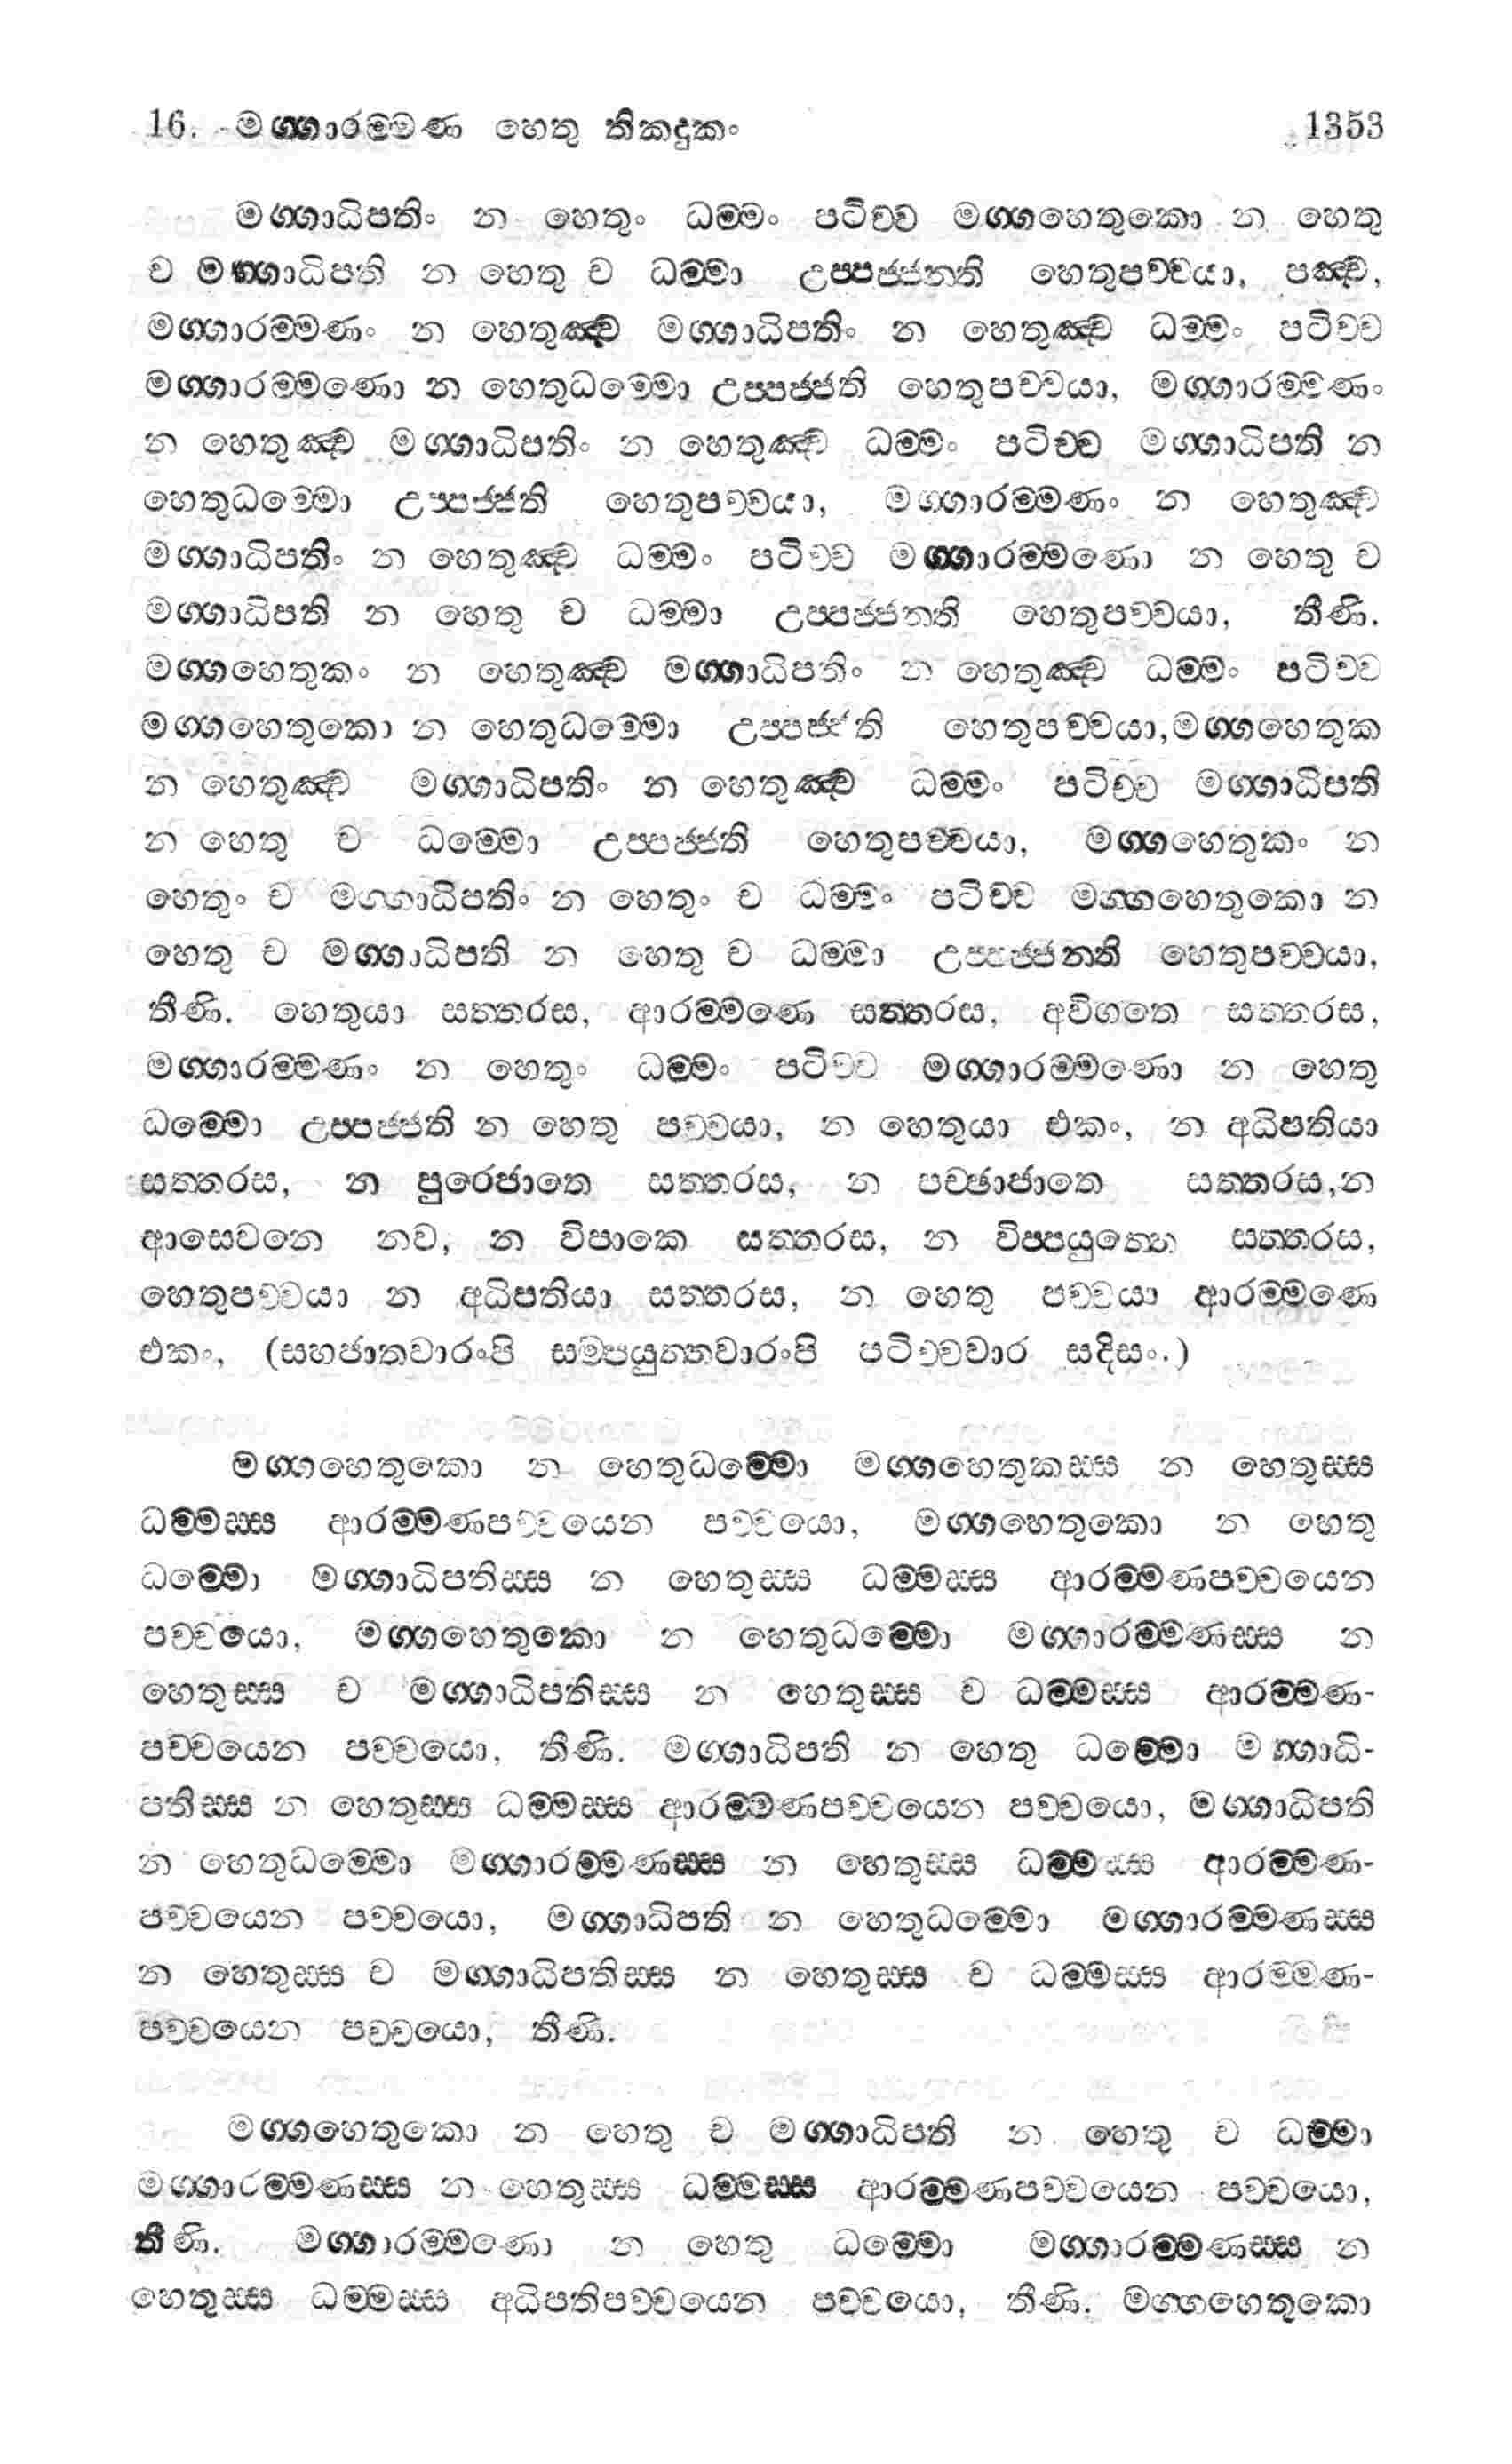 16. මග්ගාරම්මණ හෙතු තිකදුකං 1353
මග්ගාධිපතිං න හෙතුං ධම්මං පටිච්ච මග්ගහෙතුකො න හෙතු
ච මග්ගාධිපති න හෙතු ච ධම්මා උප්පජ්ජන්ති හෙතුපච්චයා, පඤ්ච,
මග්ගාරම්මණං න හෙතුඤ්ච මග්ගාධිපතිං න හෙතුඤ්ච ධම්මං පටිච්ච
මග්ගාරම්මණො න හෙතුධම්මො උප්පජ්ජති හෙතුපච්චයා, මග්ගාරම්මණං
න හෙතුඤ්ච මග්ගාධිපතිං න හෙතුඤ්ච ධම්මං පටිච්ච මග්ගාධිපති න
හෙතුධම්මො උප්පජ්ජති හෙතුපච්චයා, මග්ගාරම්මණං න හෙතුඤ්ච
මග්ගාධිපතිං න හෙතුඤ්ච ධම්මං පටිච්ච මග්ගාරම්මණො න හෙතු ච
මග්ගාධිපති න හෙතු ච ධම්මා උප්පජ්ජන්ති හෙතුපච්චයා, තීණි.
මග්ගහෙතුකං න හෙතුඤ්ච මග්ගාධිපතිං න හෙතුඤ්ච ධම්මං පටිච්ච
මග්ගහෙතුකො න හෙතුධම්මො උප්පජ්ජති හෙතුපච්චයා,මග්ගහෙතුක
න හෙතුඤ්ච මග්ගාධිපතිං න හෙතුඤ්ච ධම්මං පටිච්ච මග්ගාධිපති
න හෙතු ච ධම්මො උප්පජ්ජති හෙතුපච්චයා, මග්ගහෙතුකං න
හෙතුං ච මග්ගාධිපතිං න හෙතුං ච ධම්මං පටිච්ච මග්ගහෙතුකො න
හෙතු ච මග්ගාධිපති න හෙතු ච ධම්මා උප්පජ්ජන්ති හෙතුපච්චයා,
තීණි. හෙතුයා සත්තරස, ආරම්මණෙ සත්තරස, අවිගතෙ සත්තරස,
මග්ගාරම්මණං න හෙතුං ධම්මං පටිච්ච මග්ගාරම්මණො න හෙතු
ධම්මො උප්පජ්ජති න හෙතු පච්චයා, න හෙතුයා එකං, න අධිපතියා
සත්තරස, න පුරෙජාතෙ සත්තරස, න පච්ඡාජාතෙ සත්තරස,න
ආසෙවනෙ නව, න විපාකෙ සත්තරස, න විප්පයුත්තෙ සත්තරස,
හෙතුපච්චයා න අධිපතියා සත්තරස, න හෙතු පච්චයා ආරම්මණෙ
එකං, (සහජාතවාරංපි සම්පයුත්තවාරංපි පටිච්චවාර සදිසං.)
මග්ගහෙතුකො න හෙතුධම්මො මග්ගහෙතුකස්ස න හෙතුස්ස
ධම්මස්ස ආරම්මණපච්චයෙන පච්චයො, මග්ගහෙතුකො න හෙතු
ධම්මො මග්ගාධිපතිස්ස න හෙතුස්ස ධම්මස්ස ආරම්මණපච්චයෙන
පච්චයො, මග්ගහෙතුකො න හෙතුධම්මො මග්ගාරම්මණස්ස න
හෙතුස්ස ච මග්ගාධිපතිස්ස න හෙතුස්ස ච ධම්මස්ස ආරම්මණ-
පච්චයෙන පච්චයො, තීණි. මග්ගාධිපති න හෙතු ධම්මො මග්ගාධි-
පතිස්ස න හෙතුස්ස ධම්මස්ස ආරම්මණපච්චයෙන පච්චයො, මග්ගාධිපති
න හෙතුධම්මො මග්ගාරම්මණස්ස න හෙතුස්ස ධම්මස්ස ආරම්මණ-
පච්චයෙන පච්චයො, මග්ගාධිපති න හෙතුධම්මො මග්ගාරම්මණස්ස
න හෙතුස්ස ච මග්ගාධිපතිස්ස න හෙතුස්ස ච ධම්මස්ස ආරම්මණ-
පච්චයෙන පච්චයො, තීණි.
මග්ගහෙතුකො න හෙතු ච මග්ගාධිපති න හෙතු ච ධම්මා
මග්ගාරම්මණස්ස න හෙතුස්ස ධම්මස්ස ආරම්මණපච්චයෙන පච්චයො,
තීණි. මග්ගාරම්මණො න හෙතු ධම්මො මග්ගාරම්මණස්ස න
හෙතුස්ස ධම්මස්ස අධිපතිපච්චයෙන පච්චයො, තීණි. මග්ගහෙතුකො